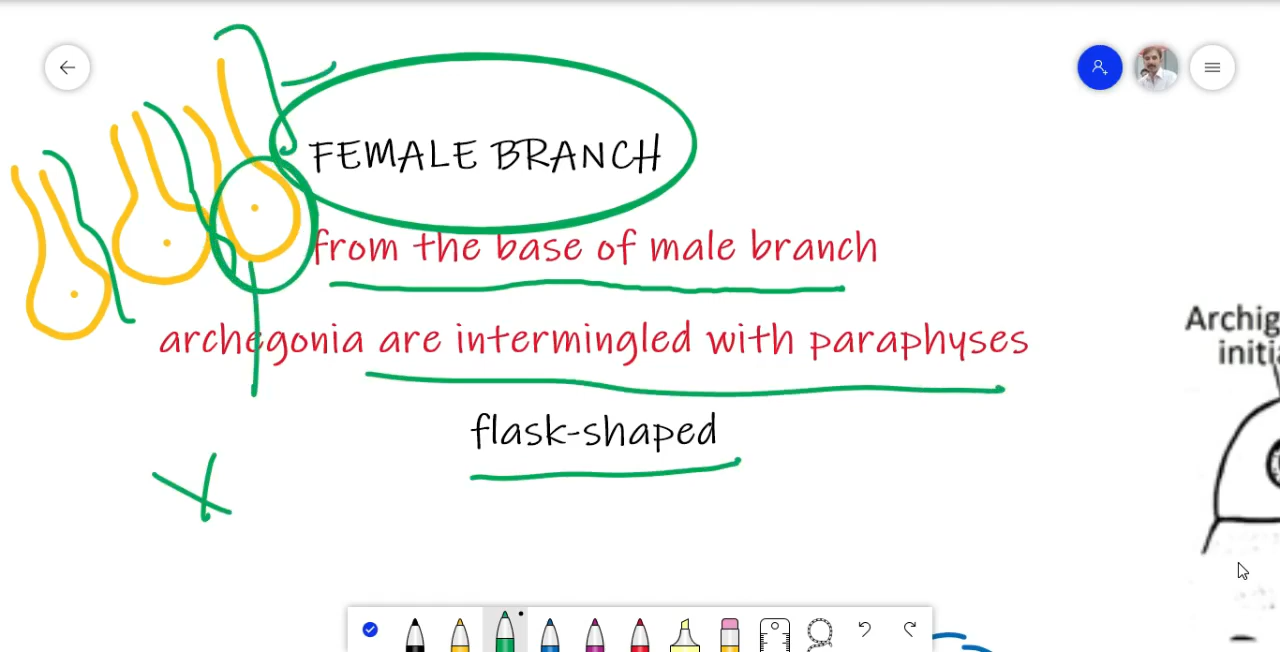 FEMALE BRANCH
from the base of male branch
archegonia are intermingled with paraphyses
flask-shaped